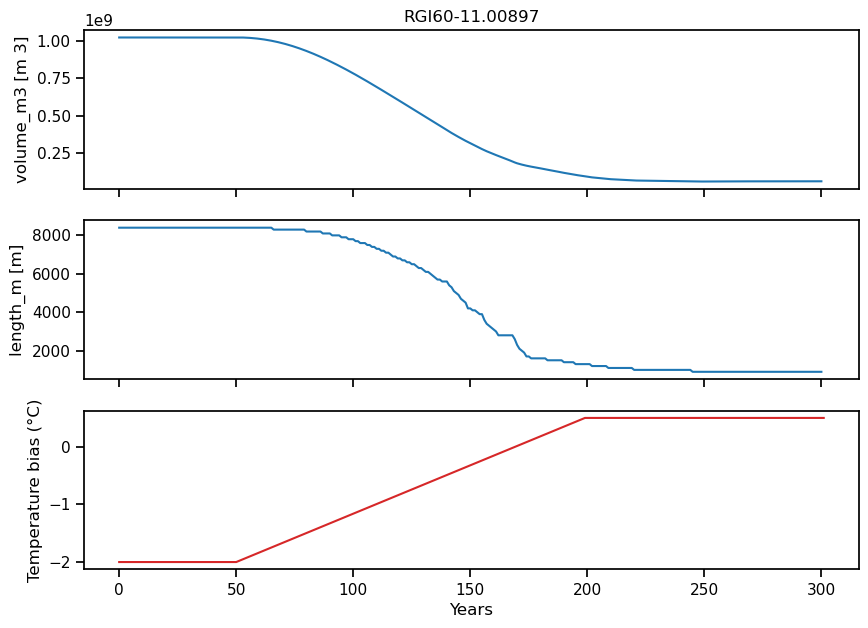 RGI60-11.00897
1e9
volume_m3 [m 3]
1.00
0.75
0.50
0.25
length_m [m]
8000
6000
4000
2000
Temperature bias (°C)
0
−1
−2
0 50 100 150 200 250 300
Years